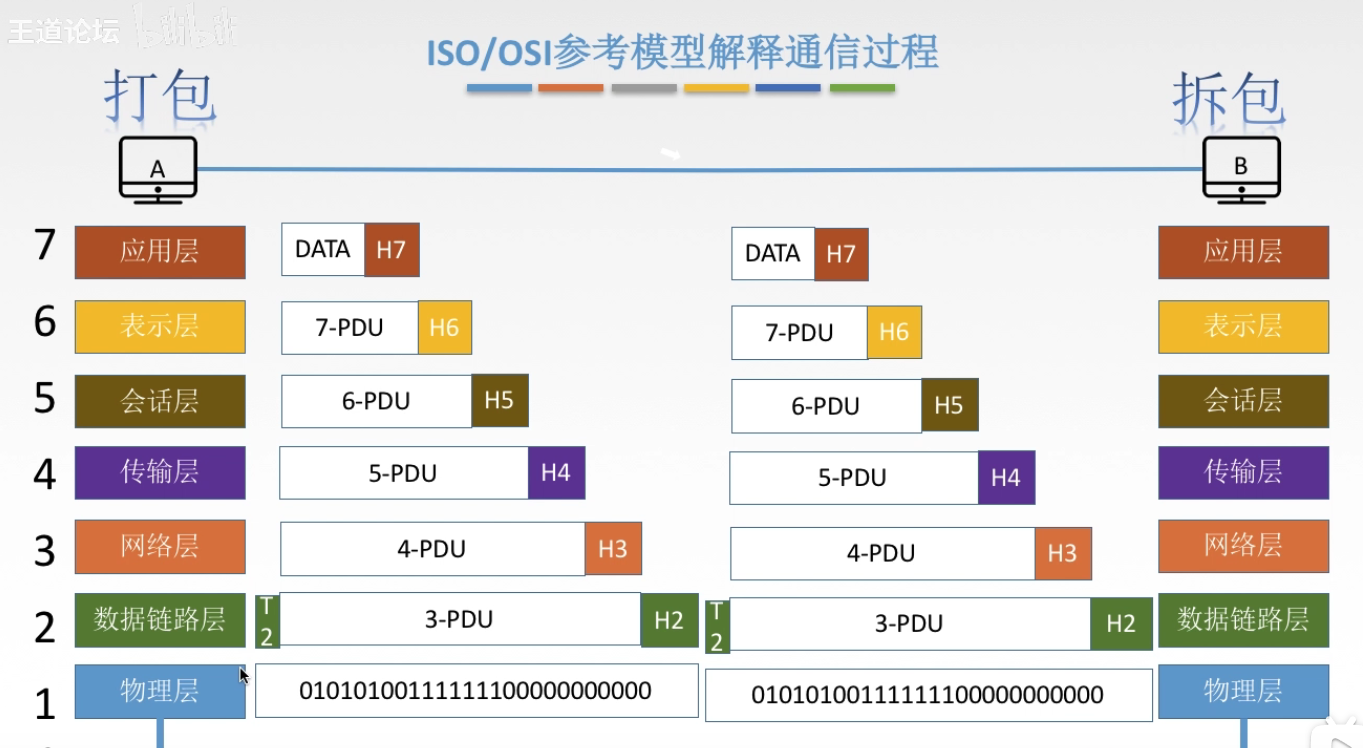 王道论坛 bilibili
ISO/OSI参考模型解释通信过程
打包
拆包
A
B
7 应用层 DATA H7 DATA H7 应用层
6 表示层 7-PDU H6 7-PDU H6 表示层
5 会话层 6-PDU H5 6-PDU H5 会话层
4 传输层 5-PDU H4 5-PDU H4 传输层
3 网络层 4-PDU H3 4-PDU H3 网络层
2 数据链路层 T2 3-PDU H2 T2 3-PDU H2 数据链路层
1 物理层 010101001111111100000000000 010101001111111100000000000 物理层